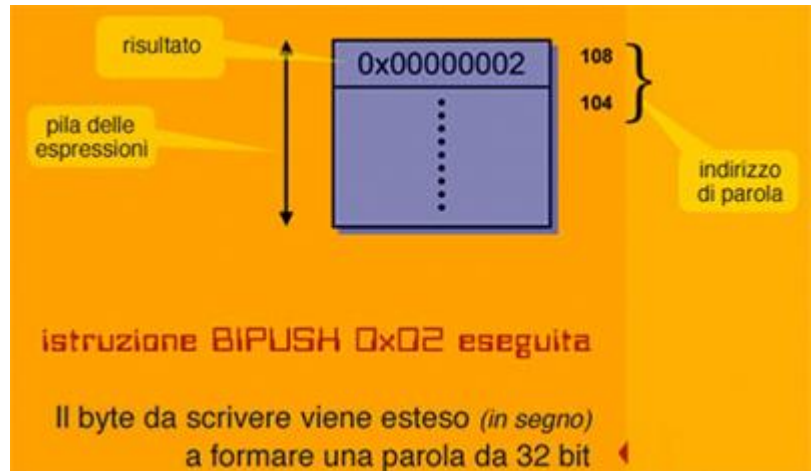 risultato
0x00000002
108
104
pila delle
espressioni
indirizzo
di parola
istruzione BIPUSH 0x02 eseguita
Il byte da scrivere viene esteso (in segno)
a formare una parola da 32 bit